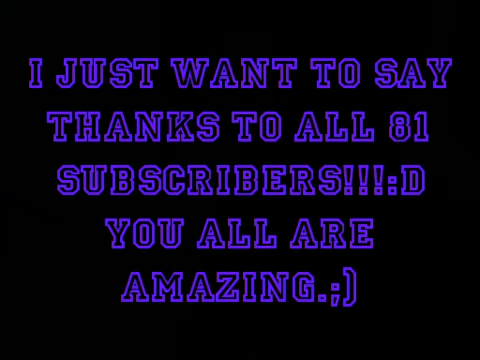 I JUST WANT TO SAY
THANKS TO ALL 81
SUBSCRIBERS!!!:D
YOU ALL ARE
AMAZING.;)